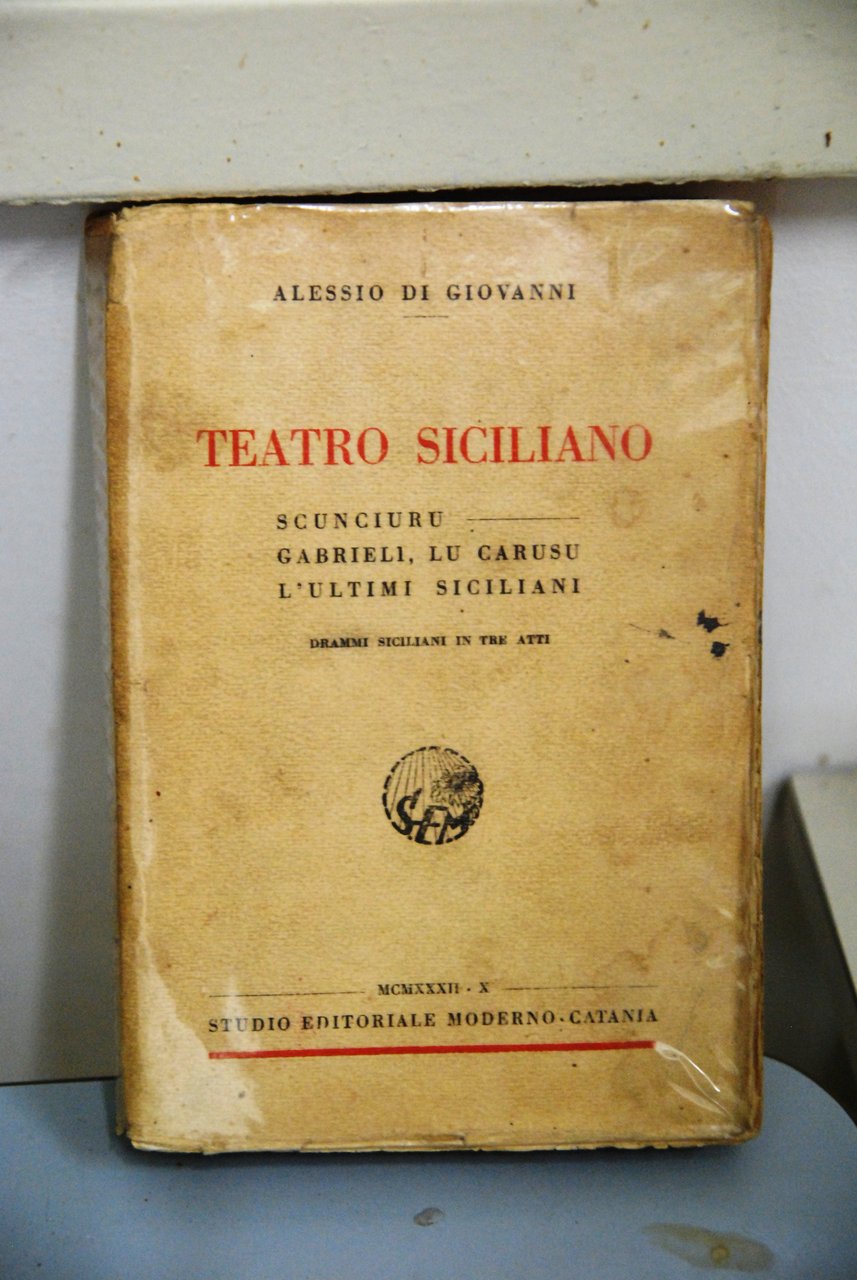 ALESSIO DI GIOVANNI
TEATRO SICILIANO
SCUNCIURU
GABRIELI, LU CARUSU
L'ULTIMI SICILIANI
DRAMMI SICILIANI IN TRE ATTI
S.E.M.
MCMXXXII - X
STUDIO EDITORIALE MODERNO - CATANIA